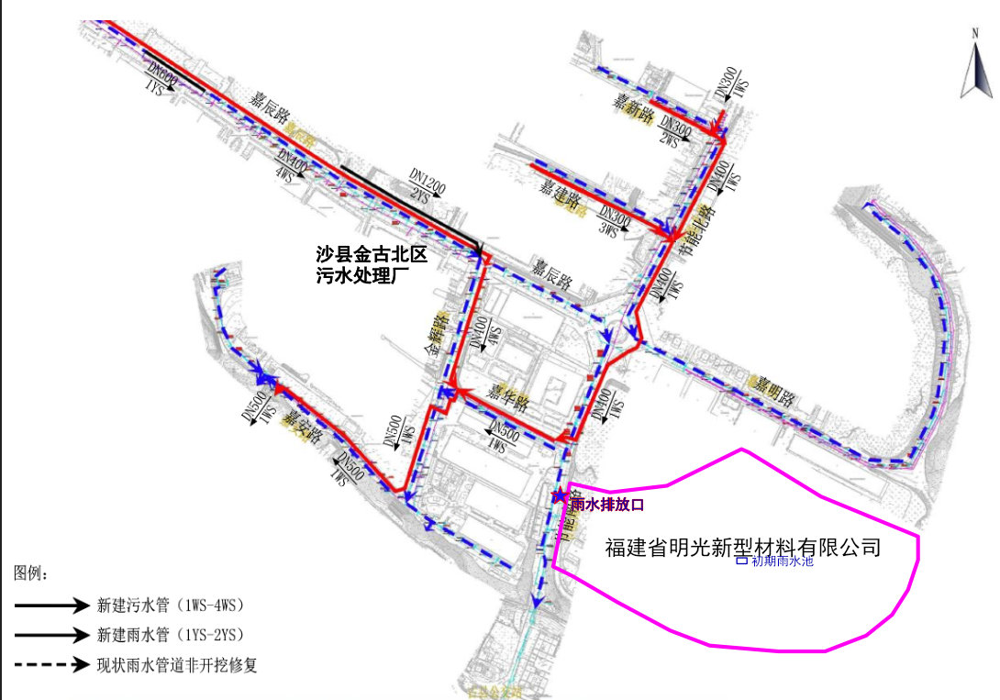 N
DN600
1YS
嘉辰路
DN400
4WS
DN1200
2YS
沙县金古北区
污水处理厂
嘉新路
DN300
2WS
DN300
1WS
嘉建路
DN300
3WS
DN400
1WS
节能北路
DN400
1WS
嘉辰路
金辉路
DN400
4WS
嘉华路
DN500
1WS
DN400
1WS
嘉明路
DN500
1WS
嘉安路
DN500
1WS
DN500
1WS
雨水排放口
福建省明光新型材料有限公司
初期雨水池
图例:
新建污水管（1WS-4WS）
新建雨水管（1YS-2YS）
现状雨水管道非开挖修复